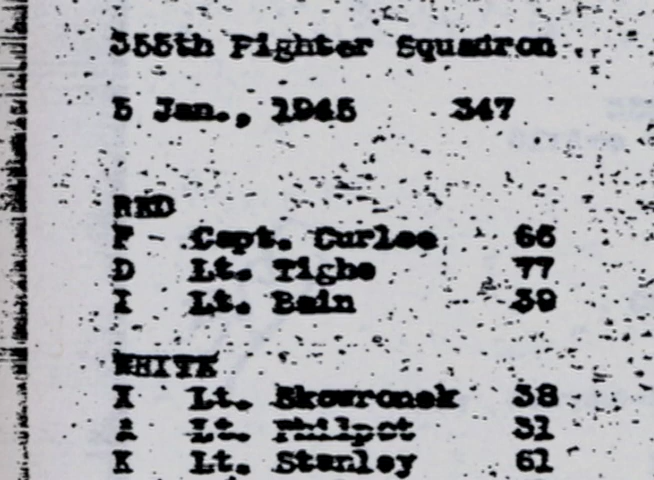 355th Fighter Squadron
5 Jan., 1945 347
RED
F - Capt. Curlee 66
D Lt. Tighe 77
I Lt. Bain 39
WHITE
X Lt. Skowronek 38
Lt. Philpot 31
K Lt. Stanley 61